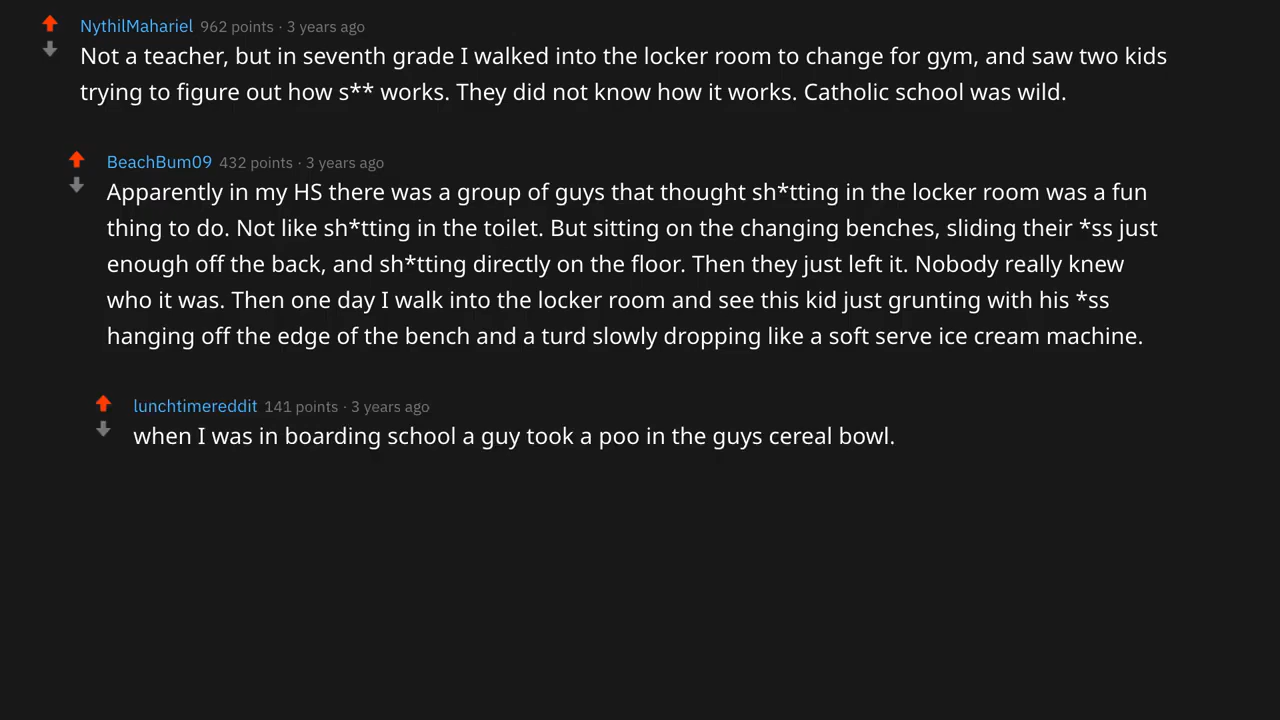 NythilMahariel 962 points · 3 years ago
Not a teacher, but in seventh grade I walked into the locker room to change for gym, and saw two kids
trying to figure out how s** works. They did not know how it works. Catholic school was wild.
BeachBum09 432 points · 3 years ago
Apparently in my HS there was a group of guys that thought sh*tting in the locker room was a fun
thing to do. Not like sh*tting in the toilet. But sitting on the changing benches, sliding their *ss just
enough off the back, and sh*tting directly on the floor. Then they just left it. Nobody really knew
who it was. Then one day I walk into the locker room and see this kid just grunting with his *ss
hanging off the edge of the bench and a turd slowly dropping like a soft serve ice cream machine.
lunchtimereddit 141 points · 3 years ago
when I was in boarding school a guy took a poo in the guys cereal bowl.